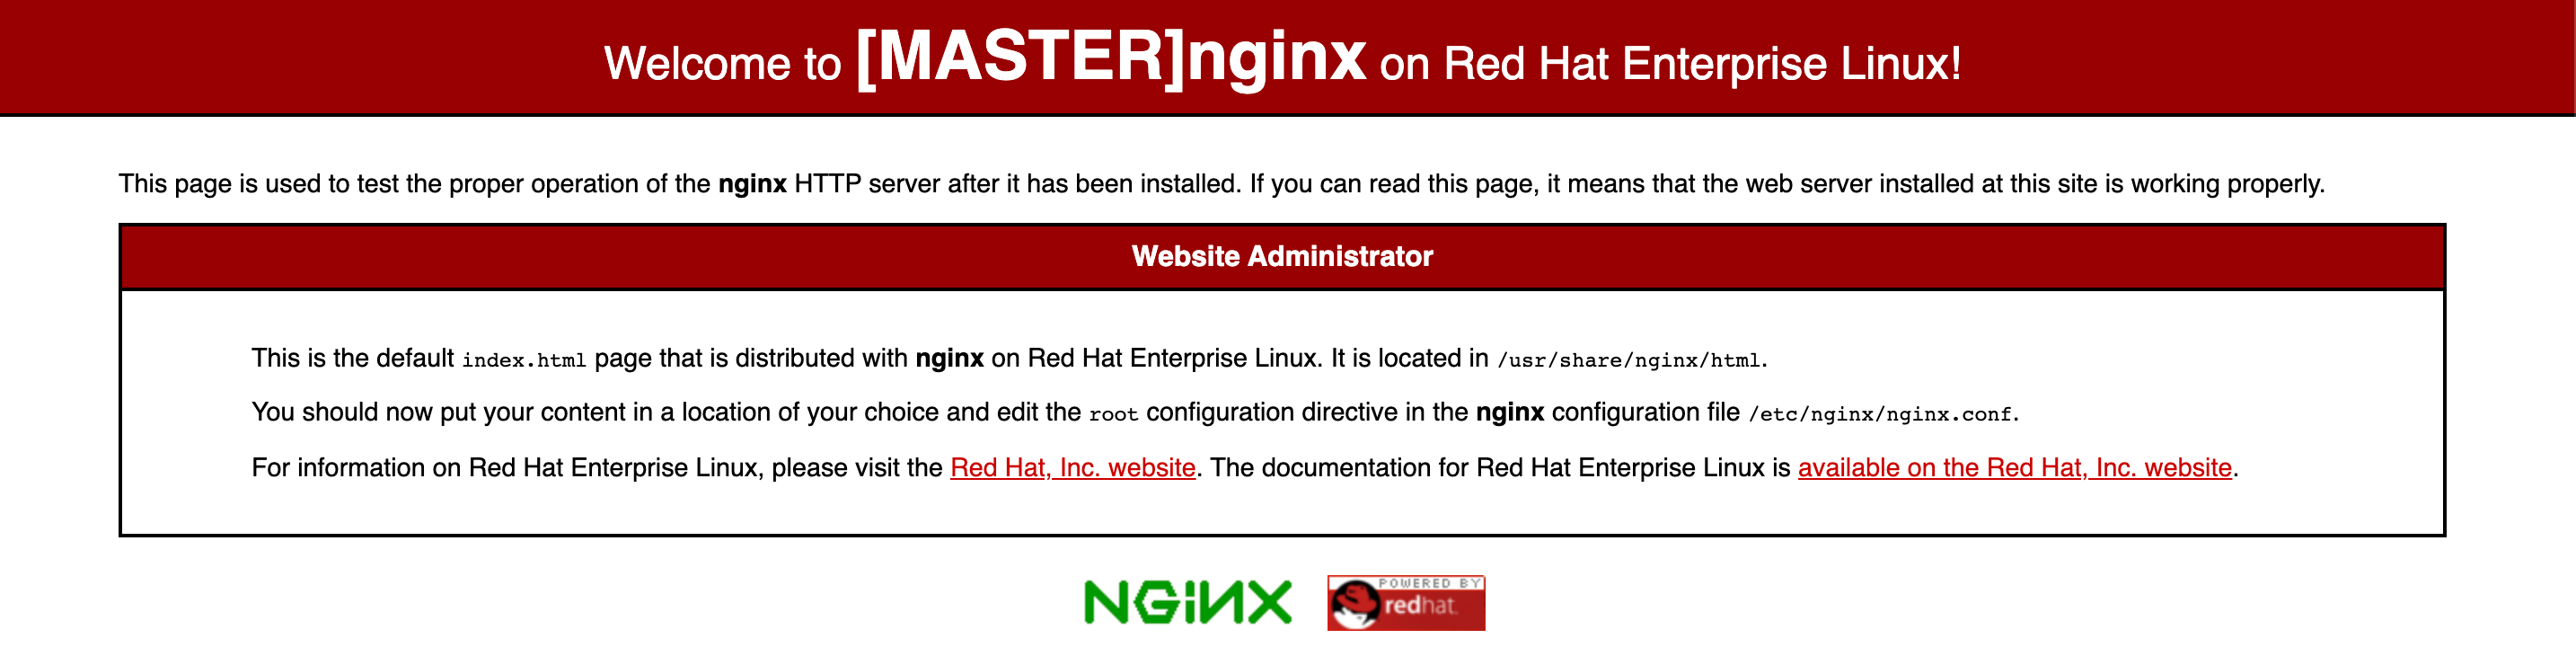 Welcome to [MASTER]nginx on Red Hat Enterprise Linux!
This page is used to test the proper operation of the nginx HTTP server after it has been installed. If you can read this page, it means that the web server installed at this site is working properly.
Website Administrator
This is the default index.html page that is distributed with nginx on Red Hat Enterprise Linux. It is located in /usr/share/nginx/html.
You should now put your content in a location of your choice and edit the root configuration directive in the nginx configuration file /etc/nginx/nginx.conf.
For information on Red Hat Enterprise Linux, please visit the Red Hat, Inc. website. The documentation for Red Hat Enterprise Linux is available on the Red Hat, Inc. website.
NGiNX
POWERED BY
redhat.